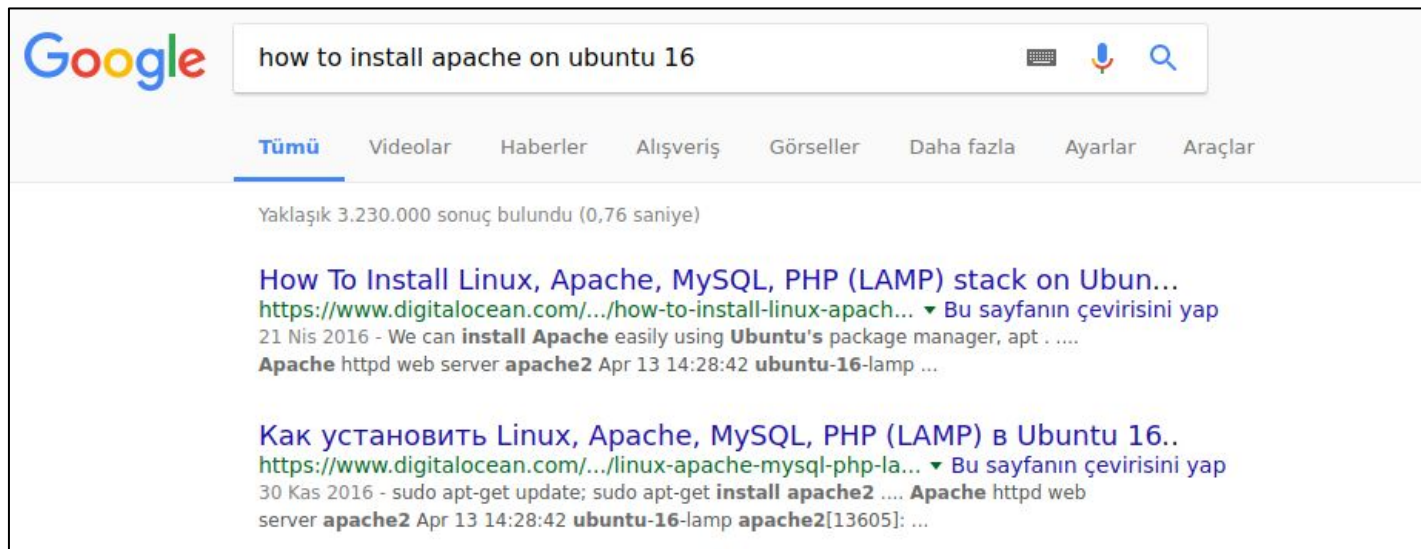 Google
how to install apache on ubuntu 16
Tümü Videolar Haberler Alışveriş Görseller Daha fazla Ayarlar Araçlar
Yaklaşık 3.230.000 sonuç bulundu (0,76 saniye)
How To Install Linux, Apache, MySQL, PHP (LAMP) stack on Ubun...
https://www.digitalocean.com/.../how-to-install-linux-apach... ▾ Bu sayfanın çevirisini yap
21 Nis 2016 - We can install Apache easily using Ubuntu's package manager, apt . ....
Apache httpd web server apache2 Apr 13 14:28:42 ubuntu-16-lamp ...
Как установить Linux, Apache, MySQL, PHP (LAMP) в Ubuntu 16..
https://www.digitalocean.com/.../linux-apache-mysql-php-la... ▾ Bu sayfanın çevirisini yap
30 Kas 2016 - sudo apt-get update; sudo apt-get install apache2 .... Apache httpd web
server apache2 Apr 13 14:28:42 ubuntu-16-lamp apache2[13605]: ...